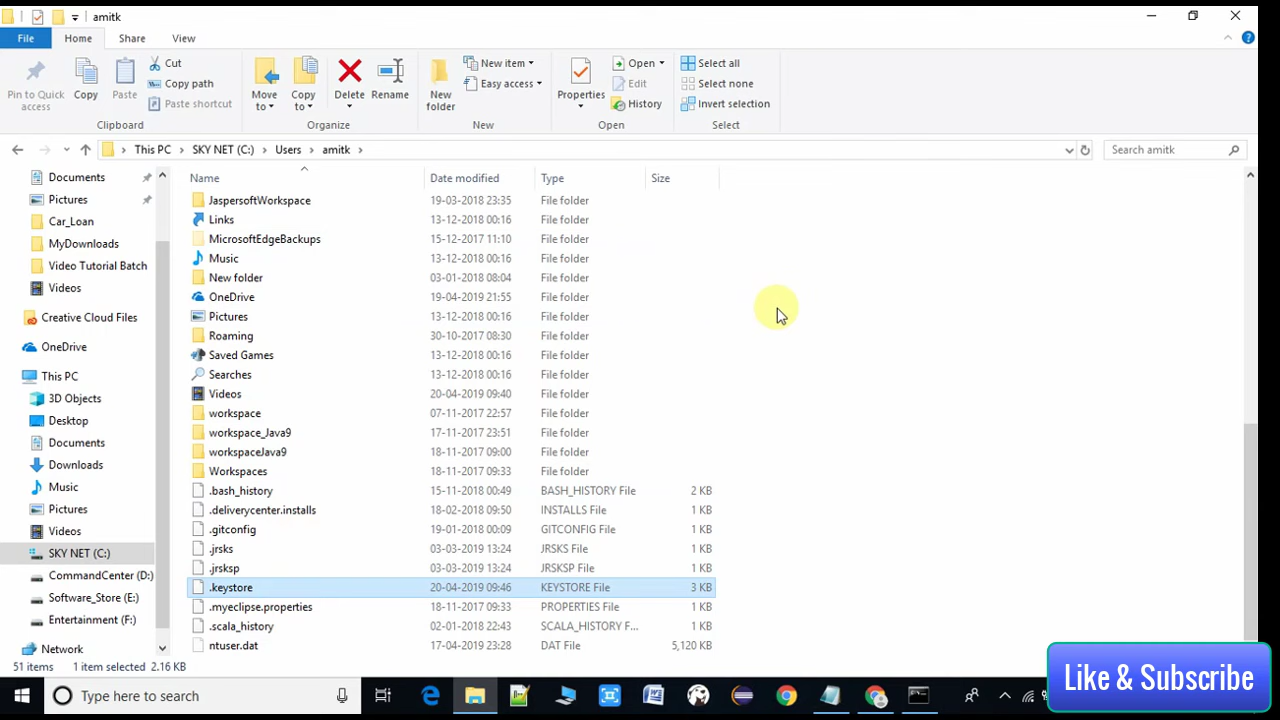 amitk
File Home Share View
Pin to Quick access
Copy
Paste
Cut
Copy path
Paste shortcut
Clipboard
Move to
Copy to
Delete
Rename
Organize
New folder
New item
Easy access
New
Properties
Open
Edit
History
Open
Select all
Select none
Invert selection
Select
This PC SKY NET (C:) Users amitk
Search amitk
Documents
Pictures
Car_Loan
MyDownloads
Video Tutorial Batch
Videos
Creative Cloud Files
OneDrive
This PC
3D Objects
Desktop
Documents
Downloads
Music
Pictures
Videos
SKY NET (C:)
CommandCenter (D:)
Software_Store (E:)
Entertainment (F:)
Network
Name Date modified Type Size
JaspersoftWorkspace 19-03-2018 23:35 File folder
Links 13-12-2018 00:16 File folder
MicrosoftEdgeBackups 15-12-2017 11:10 File folder
Music 13-12-2018 00:16 File folder
New folder 03-01-2018 08:04 File folder
OneDrive 19-04-2019 21:55 File folder
Pictures 13-12-2018 00:16 File folder
Roaming 30-10-2017 08:30 File folder
Saved Games 13-12-2018 00:16 File folder
Searches 13-12-2018 00:16 File folder
Videos 20-04-2019 09:40 File folder
workspace 07-11-2017 22:57 File folder
workspace_Java9 17-11-2017 23:51 File folder
workspaceJava9 18-11-2017 09:00 File folder
Workspaces 18-11-2017 09:33 File folder
.bash_history 15-11-2018 00:49 BASH_HISTORY File 2 KB
.deliverycenter.installs 18-02-2018 09:50 INSTALLS File 1 KB
.gitconfig 19-01-2018 00:09 GITCONFIG File 1 KB
.jrsks 03-03-2019 13:24 JRSKS File 1 KB
.jrsksp 03-03-2019 13:24 JRSKSP File 1 KB
.keystore 20-04-2019 09:46 KEYSTORE File 3 KB
.myeclipse.properties 18-11-2017 09:33 PROPERTIES File 1 KB
.scala_history 02-01-2018 22:43 SCALA_HISTORY F... 1 KB
ntuser.dat 17-04-2019 23:28 DAT File 5,120 KB
51 items 1 item selected 2.16 KB
Like & Subscribe
Type here to search